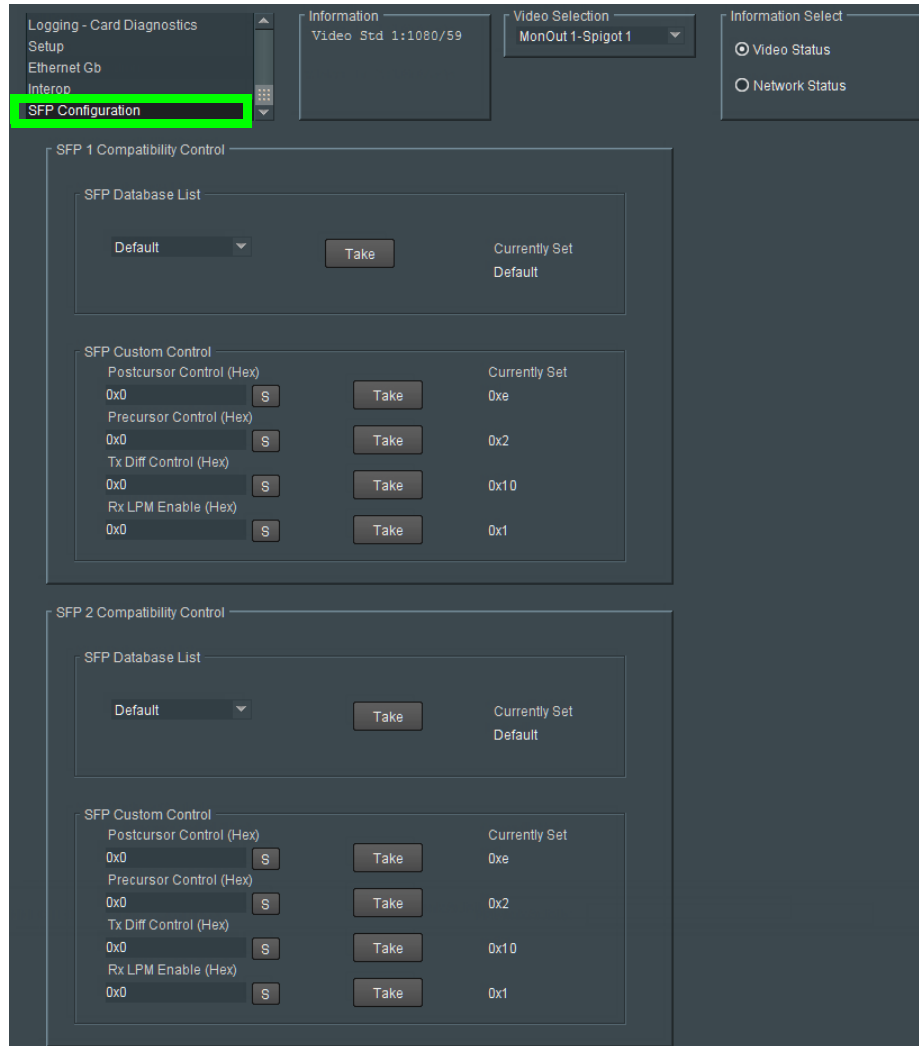 Logging - Card Diagnostics
Setup
Ethernet Gb
Interop
SFP Configuration
Information
Video Std 1:1080/59
Video Selection
MonOut 1-Spigot 1
Information Select
Video Status
Network Status
SFP 1 Compatibility Control
SFP Database List
Default
Take
Currently Set
Default
SFP Custom Control
Postcursor Control (Hex)
Currently Set
0x0 S Take 0xe
Precursor Control (Hex)
0x0 S Take 0x2
Tx Diff Control (Hex)
0x0 S Take 0x10
Rx LPM Enable (Hex)
0x0 S Take 0x1
SFP 2 Compatibility Control
SFP Database List
Default
Take
Currently Set
Default
SFP Custom Control
Postcursor Control (Hex)
Currently Set
0x0 S Take 0xe
Precursor Control (Hex)
0x0 S Take 0x2
Tx Diff Control (Hex)
0x0 S Take 0x10
Rx LPM Enable (Hex)
0x0 S Take 0x1